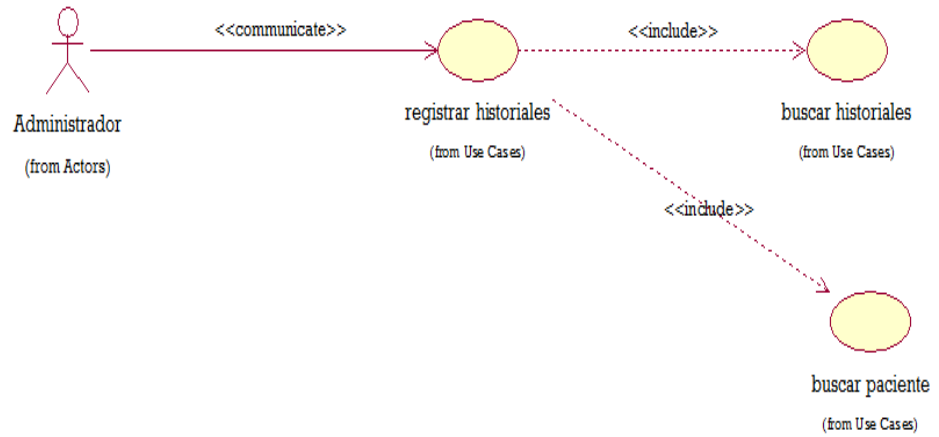 <<communicate>>
<<include>>
Administrador
(from Actors)
registrar historiales
(from Use Cases)
buscar historiales
(from Use Cases)
<<include>>
buscar paciente
(from Use Cases)